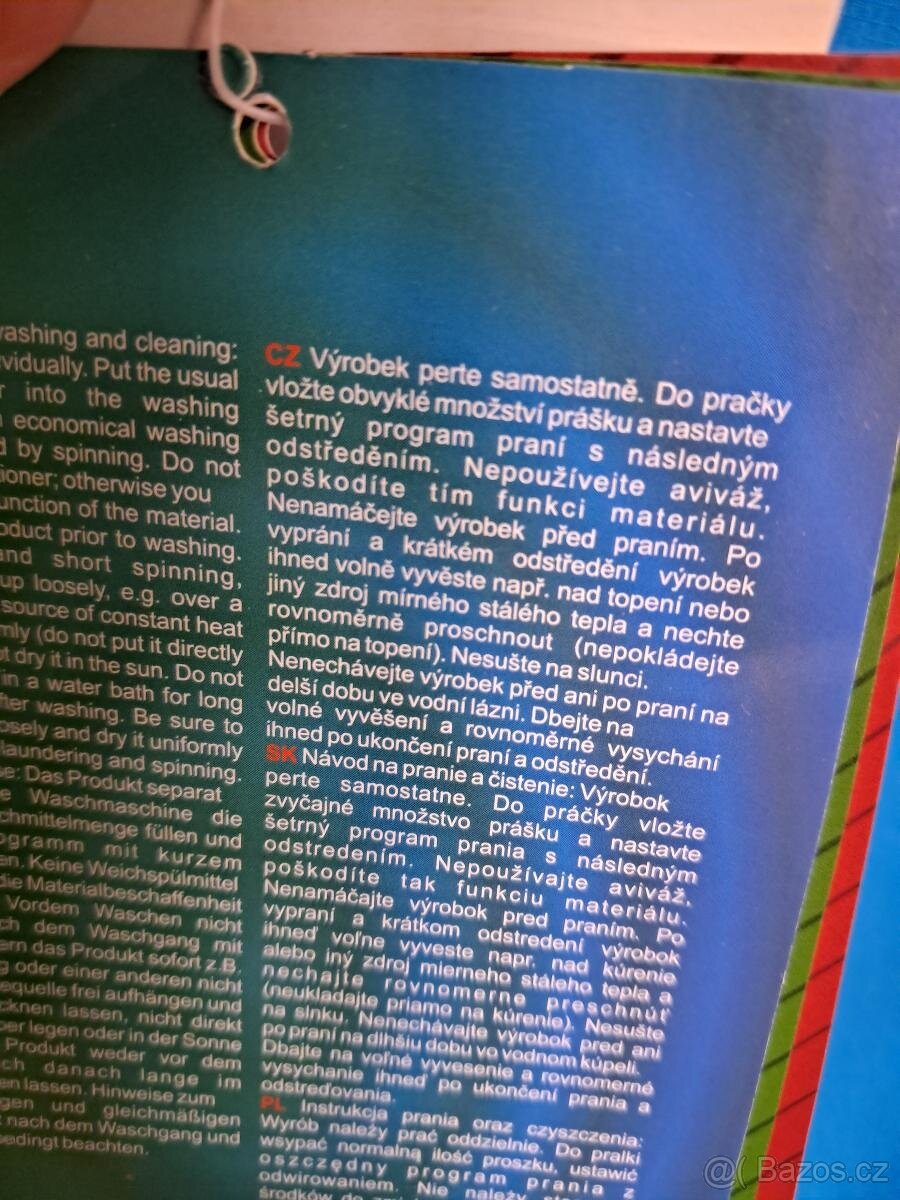 washing and cleaning:
vidually. Put the usual
into the washing
economical washing
by spinning. Do not
ioner; otherwise you
unction of the material.
oduct prior to washing.
and short spinning,
up loosely, e.g. over a
source of constant heat
mly (do not put it directly
t dry it in the sun. Do not
in a water bath for long
fter washing. Be sure to
osely and dry it uniformly
laundering and spinning.
se: Das Produkt separat
e Waschmaschine die
chmittelmenge füllen und
ogramm mit kurzem
en. Keine Weichspülmittel
die Materialbeschaffenheit
Vordem Waschen nicht
ch dem Waschgang mit
ern das Produkt sofort z.B.
g oder einer anderen nicht
equelle frei aufhängen und
cknen lassen, nicht direkt
per legen oder in der Sonne
Produkt weder vor dem
ch danach lange im
en lassen. Hinweise zum
gen und gleichmäßigen
t nach dem Waschgang und
edingt beachten.
CZ Výrobek perte samostatně. Do pračky
vložte obvyklé množství prášku a nastavte
šetrný program praní s následným
odstředěním. Nepoužívejte aviváž,
poškodíte tím funkci materiálu.
Nenamáčejte výrobek před praním. Po
vyprání a krátkém odstředění výrobek
ihned volně vyvěste např. nad topení nebo
jiný zdroj mírného stálého tepla a nechte
rovnoměrně proschnout (nepokládejte
přímo na topení). Nesušte na slunci.
Nenechávejte výrobek před ani po praní na
delší dobu ve vodní lázni. Dbejte na
volné vyvěšení a rovnoměrné vysychání
ihned po ukončení praní a odstředění.
SK Návod na pranie a čistenie: Výrobok
perte samostatne. Do práčky vložte
zvyčajné množstvo prášku a nastavte
šetrný program prania s následným
odstredením. Nepoužívajte aviváž,
poškodíte tak funkciu materiálu.
Nenamáčajte výrobok pred praním. Po
vypraní a krátkom odstredení výrobok
ihneď voľne vyveste napr. nad kúrenie
alebo iný zdroj mierneho stáleho tepla a
nechajte rovnomerne preschnúť
(neukladajte priamo na kúrenie). Nesušte
na slnku. Nenechávajte výrobok pred ani
po praní na dlhšiu dobu vo vodnom kúpeli.
Dbajte na voľné vyvesenie a rovnomerné
vysychanie ihneď po ukončení prania a
odstreďovania.
PL Instrukcja prania oraz czyszczenia:
Wyrób należy prać oddzielnie. Do pralki
wsypać normalną ilość proszku, ustawić
oszczędny program prania z
odwirowaniem. Nie należy
środków do
@( Bazos.cz